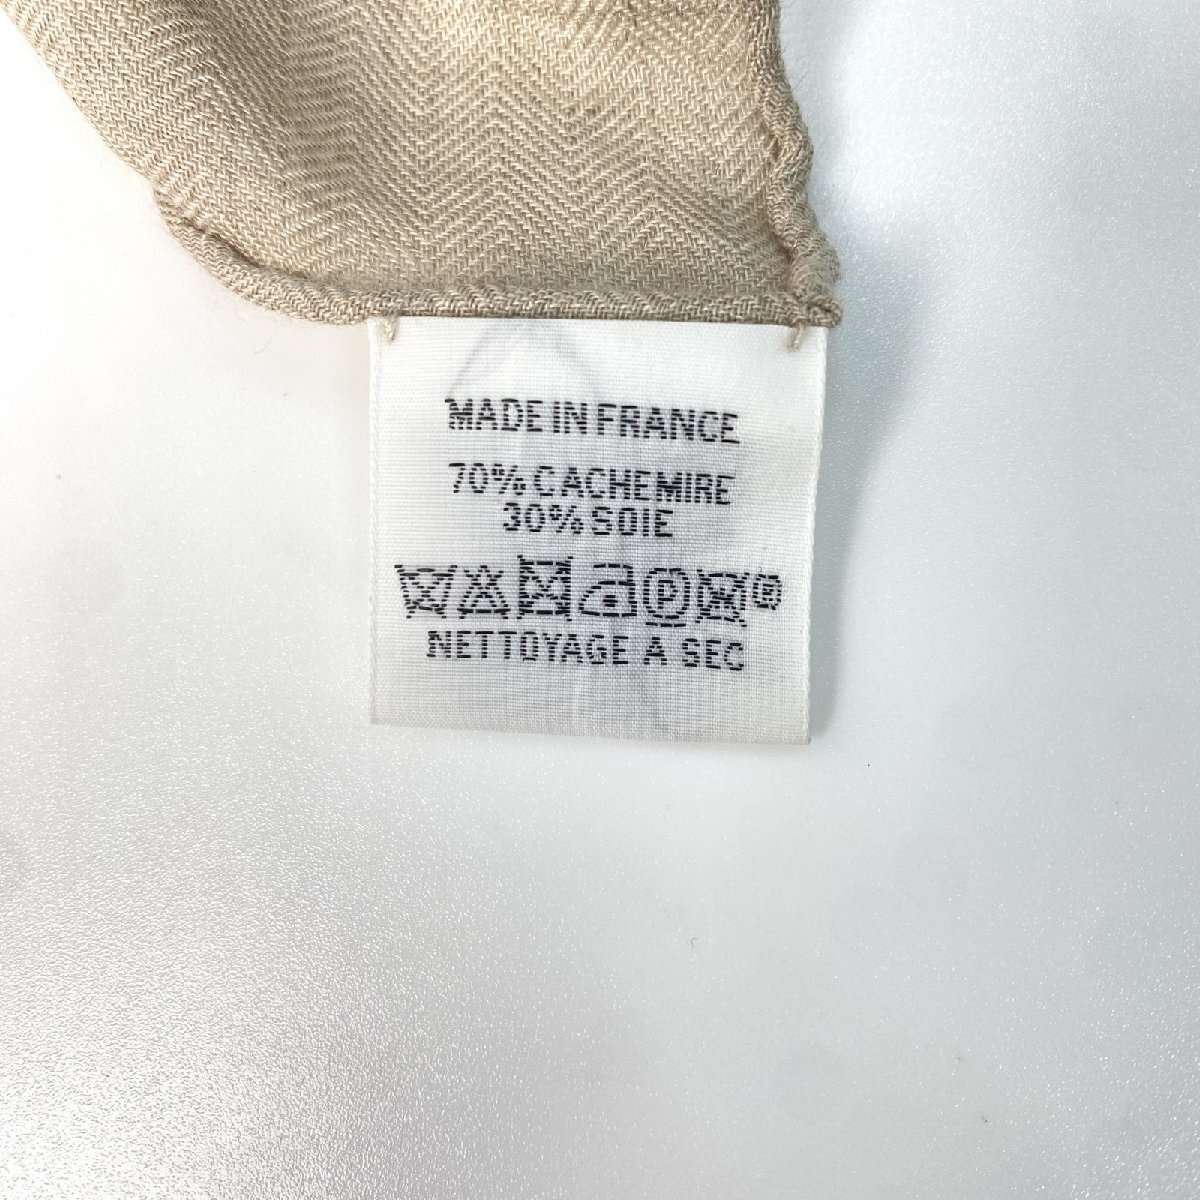 MADE IN FRANCE
70% CACHEMIRE
30% SOIE
P ®
NETTOYAGE A SEC